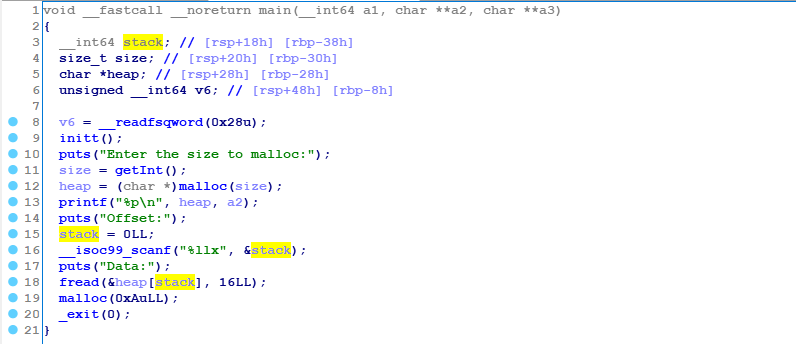 1 void __fastcall __noreturn main(__int64 a1, char **a2, char **a3)
2 {
3 __int64 stack; // [rsp+18h] [rbp-38h]
4 size_t size; // [rsp+20h] [rbp-30h]
5 char *heap; // [rsp+28h] [rbp-28h]
6 unsigned __int64 v6; // [rsp+48h] [rbp-8h]
7
8 v6 = __readfsqword(0x28u);
9 initt();
10 puts("Enter the size to malloc:");
11 size = getInt();
12 heap = (char *)malloc(size);
13 printf("%p\n", heap, a2);
14 puts("Offset:");
15 stack = 0LL;
16 __isoc99_scanf("%llx", &stack);
17 puts("Data:");
18 fread(&heap[stack], 16LL);
19 malloc(0xAuLL);
20 _exit(0);
21 }